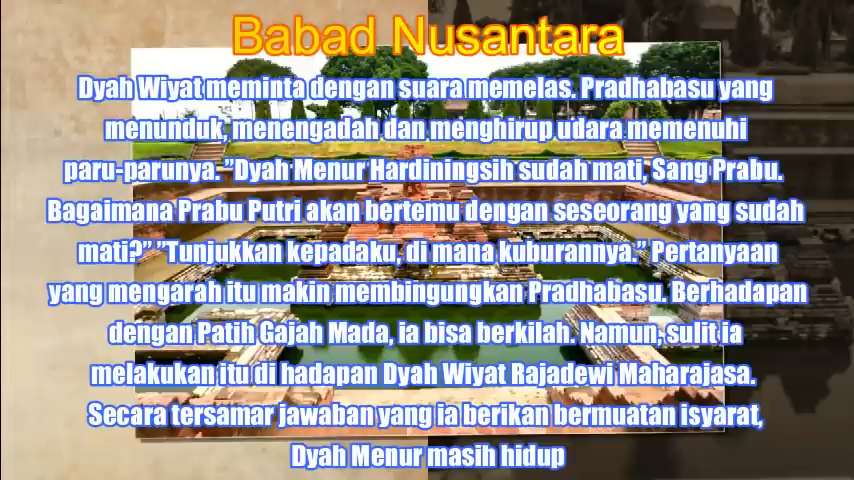 Babad Nusantara
Dyah Wiyat meminta dengan suara memelas. Pradhabasu yang
menunduk, menengadah dan menghirup udara memenuhi
paru-parunya. "Dyah Menur Hardiningsih sudah mati, Sang Prabu.
Bagaimana Prabu Putri akan bertemu dengan seseorang yang sudah
mati?" "Tunjukkan kepadaku, di mana kuburannya." Pertanyaan
yang mengarah itu makin membingungkan Pradhabasu. Berhadapan
dengan Patih Gajah Mada, ia bisa berkilah. Namun, sulit ia
melakukan itu di hadapan Dyah Wiyat Rajadewi Maharajasa.
Secara tersamar jawaban yang ia berikan bermuatan isyarat,
Dyah Menur masih hidup